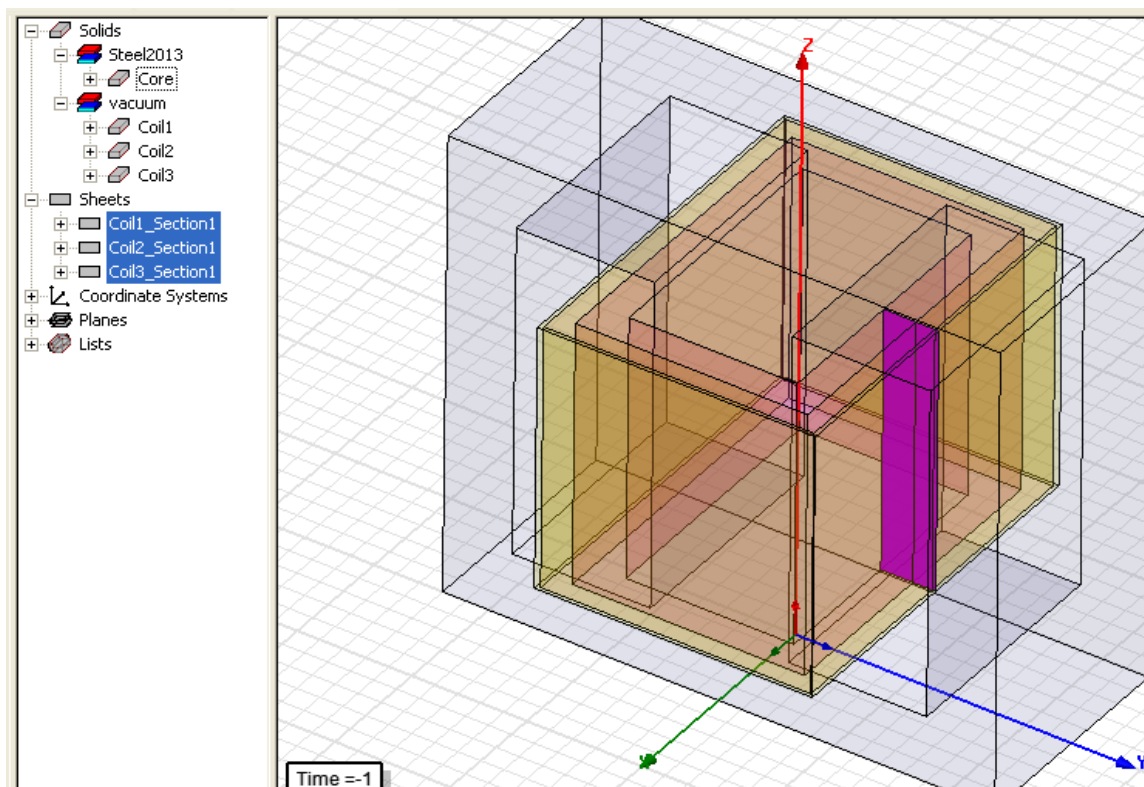 Solids
Steel2013
Core
vacuum
Coil1
Coil2
Coil3
Sheets
Coil1_Section1
Coil2_Section1
Coil3_Section1
Coordinate Systems
Planes
Lists
Z
X
Y
Time =-1